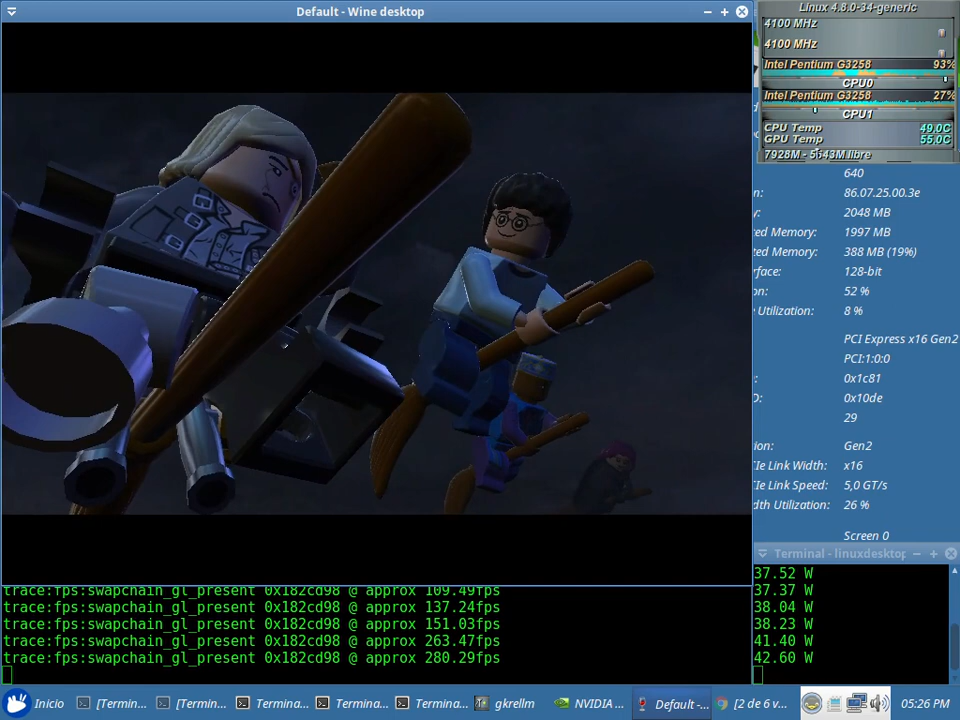 Default - Wine desktop
Linux 4.8.0-34-generic
4100 MHz
4100 MHz
Intel Pentium G3258 93%
CPU0
Intel Pentium G3258 27%
CPU1
CPU Temp 49.0C
GPU Temp 55.0C
7928M - 5643M libre
640
n: 86.07.25.00.3e
y: 2048 MB
ed Memory: 1997 MB
ed Memory: 388 MB (19%)
rface: 128-bit
on: 52 %
Utilization: 8 %
PCI Express x16 Gen2
PCI:1:0:0
: 0x1c81
D: 0x10de
29
ion: Gen2
Ie Link Width: x16
Ie Link Speed: 5,0 GT/s
dth Utilization: 26 %
Screen 0
trace:fps:swapchain_gl_present 0x182cd98 @ approx 109.49fps
trace:fps:swapchain_gl_present 0x182cd98 @ approx 137.24fps
trace:fps:swapchain_gl_present 0x182cd98 @ approx 151.03fps
trace:fps:swapchain_gl_present 0x182cd98 @ approx 263.47fps
trace:fps:swapchain_gl_present 0x182cd98 @ approx 280.29fps
Terminal - linuxdesktop
37.52 W
37.37 W
38.04 W
38.23 W
41.40 W
42.60 W
Inicio [Termin... [Termin... Termina... Termina... Termina... gkrellm NVIDIA ... Default -... [2 de 6 v... 05:26 PM